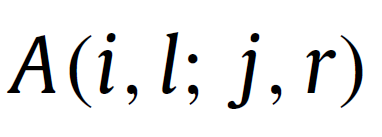 A(i, l; j, r)